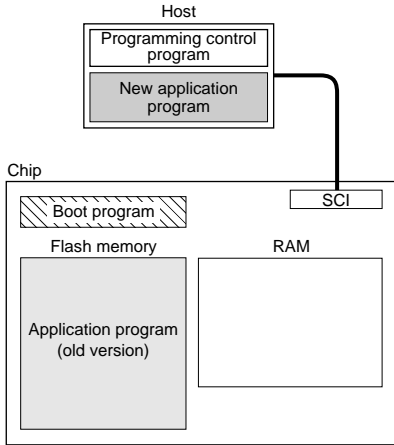 Host
Programming control
program
New application
program
Chip
SCI
Boot program
Flash memory
RAM
Application program
(old version)